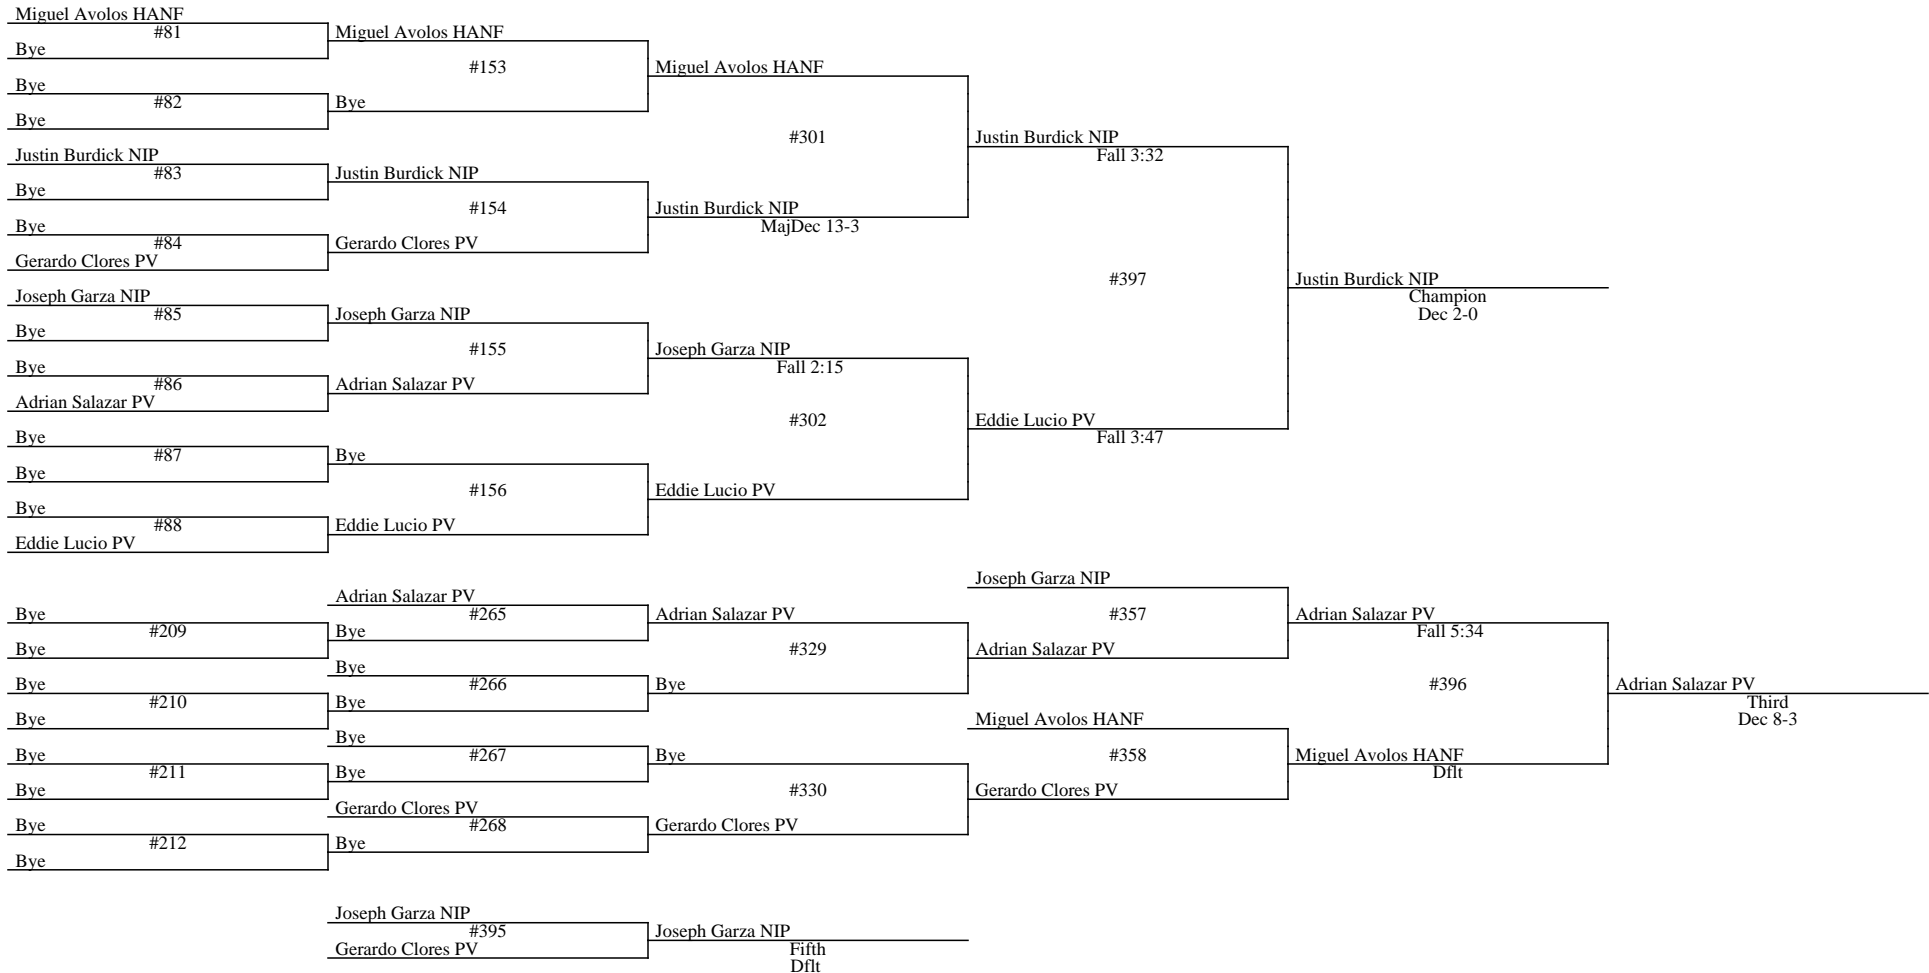 Miguel Avolos HANF
#81
Bye
Miguel Avolos HANF
#153
Bye
#82
Bye
Bye
Miguel Avolos HANF
#301
Justin Burdick NIP
#83
Bye
Justin Burdick NIP
#154
Bye
#84
Gerardo Clores PV
Gerardo Clores PV
Justin Burdick NIP
MajDec 13-3
Justin Burdick NIP
Fall 3:32
#397
Joseph Garza NIP
#85
Bye
Joseph Garza NIP
#155
Bye
#86
Adrian Salazar PV
Adrian Salazar PV
Joseph Garza NIP
Fall 2:15
#302
Bye
#87
Bye
Bye
#156
Bye
#88
Eddie Lucio PV
Eddie Lucio PV
Eddie Lucio PV
Eddie Lucio PV
Fall 3:47
Justin Burdick NIP
Champion
Dec 2-0
Bye
#209
Bye
Adrian Salazar PV
#265
Bye
Bye
#210
Bye
Bye
#266
Bye
Adrian Salazar PV
#329
Bye
Joseph Garza NIP
#357
Adrian Salazar PV
Adrian Salazar PV
Fall 5:34
#396
Bye
#211
Bye
Bye
#267
Bye
Bye
#212
Bye
Gerardo Clores PV
#268
Bye
Bye
#330
Gerardo Clores PV
Miguel Avolos HANF
#358
Gerardo Clores PV
Miguel Avolos HANF
Dflt
Adrian Salazar PV
Third
Dec 8-3
Joseph Garza NIP
#395
Gerardo Clores PV
Joseph Garza NIP
Fifth
Dflt